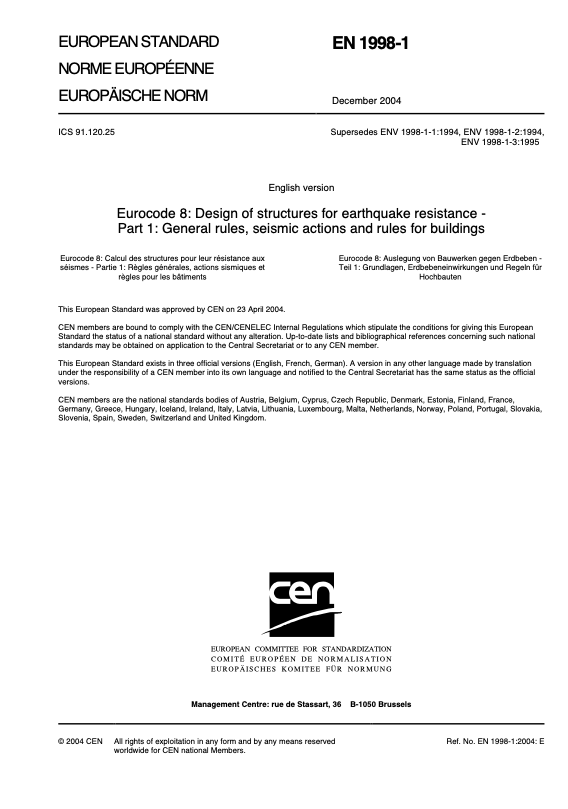 EUROPEAN STANDARD
NORME EUROPÉENNE
EUROPÄISCHE NORM
EN 1998-1
December 2004
ICS 91.120.25
Supersedes ENV 1998-1-1:1994, ENV 1998-1-2:1994,
ENV 1998-1-3:1995
English version
Eurocode 8: Design of structures for earthquake resistance -
Part 1: General rules, seismic actions and rules for buildings
Eurocode 8: Calcul des structures pour leur résistance aux
séismes - Partie 1: Règles générales, actions sismiques et
règles pour les bâtiments
Eurocode 8: Auslegung von Bauwerken gegen Erdbeben -
Teil 1: Grundlagen, Erdbebeneinwirkungen und Regeln für
Hochbauten
This European Standard was approved by CEN on 23 April 2004.
CEN members are bound to comply with the CEN/CENELEC Internal Regulations which stipulate the conditions for giving this European
Standard the status of a national standard without any alteration. Up-to-date lists and bibliographical references concerning such national
standards may be obtained on application to the Central Secretariat or to any CEN member.
This European Standard exists in three official versions (English, French, German). A version in any other language made by translation
under the responsibility of a CEN member into its own language and notified to the Central Secretariat has the same status as the official
versions.
CEN members are the national standards bodies of Austria, Belgium, Cyprus, Czech Republic, Denmark, Estonia, Finland, France,
Germany, Greece, Hungary, Iceland, Ireland, Italy, Latvia, Lithuania, Luxembourg, Malta, Netherlands, Norway, Poland, Portugal, Slovakia,
Slovenia, Spain, Sweden, Switzerland and United Kingdom.
cen
EUROPEAN COMMITTEE FOR STANDARDIZATION
COMITÉ EUROPÉEN DE NORMALISATION
EUROPÄISCHES KOMITEE FÜR NORMUNG
Management Centre: rue de Stassart, 36 B-1050 Brussels
© 2004 CEN
All rights of exploitation in any form and by any means reserved
worldwide for CEN national Members.
Ref. No. EN 1998-1:2004: E